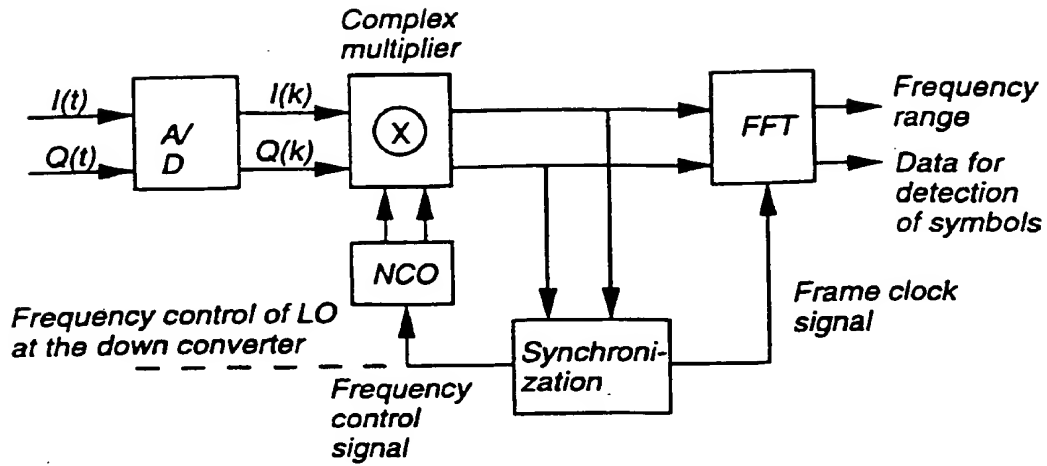 Complex
multiplier
I(t)
Q(t)
A/
D
I(k)
Q(k)
X
FFT
Frequency
range
Data for
detection
of symbols
NCO
Frequency control of LO
at the down converter
Synchroni-
zation
Frame clock
signal
Frequency
control
signal